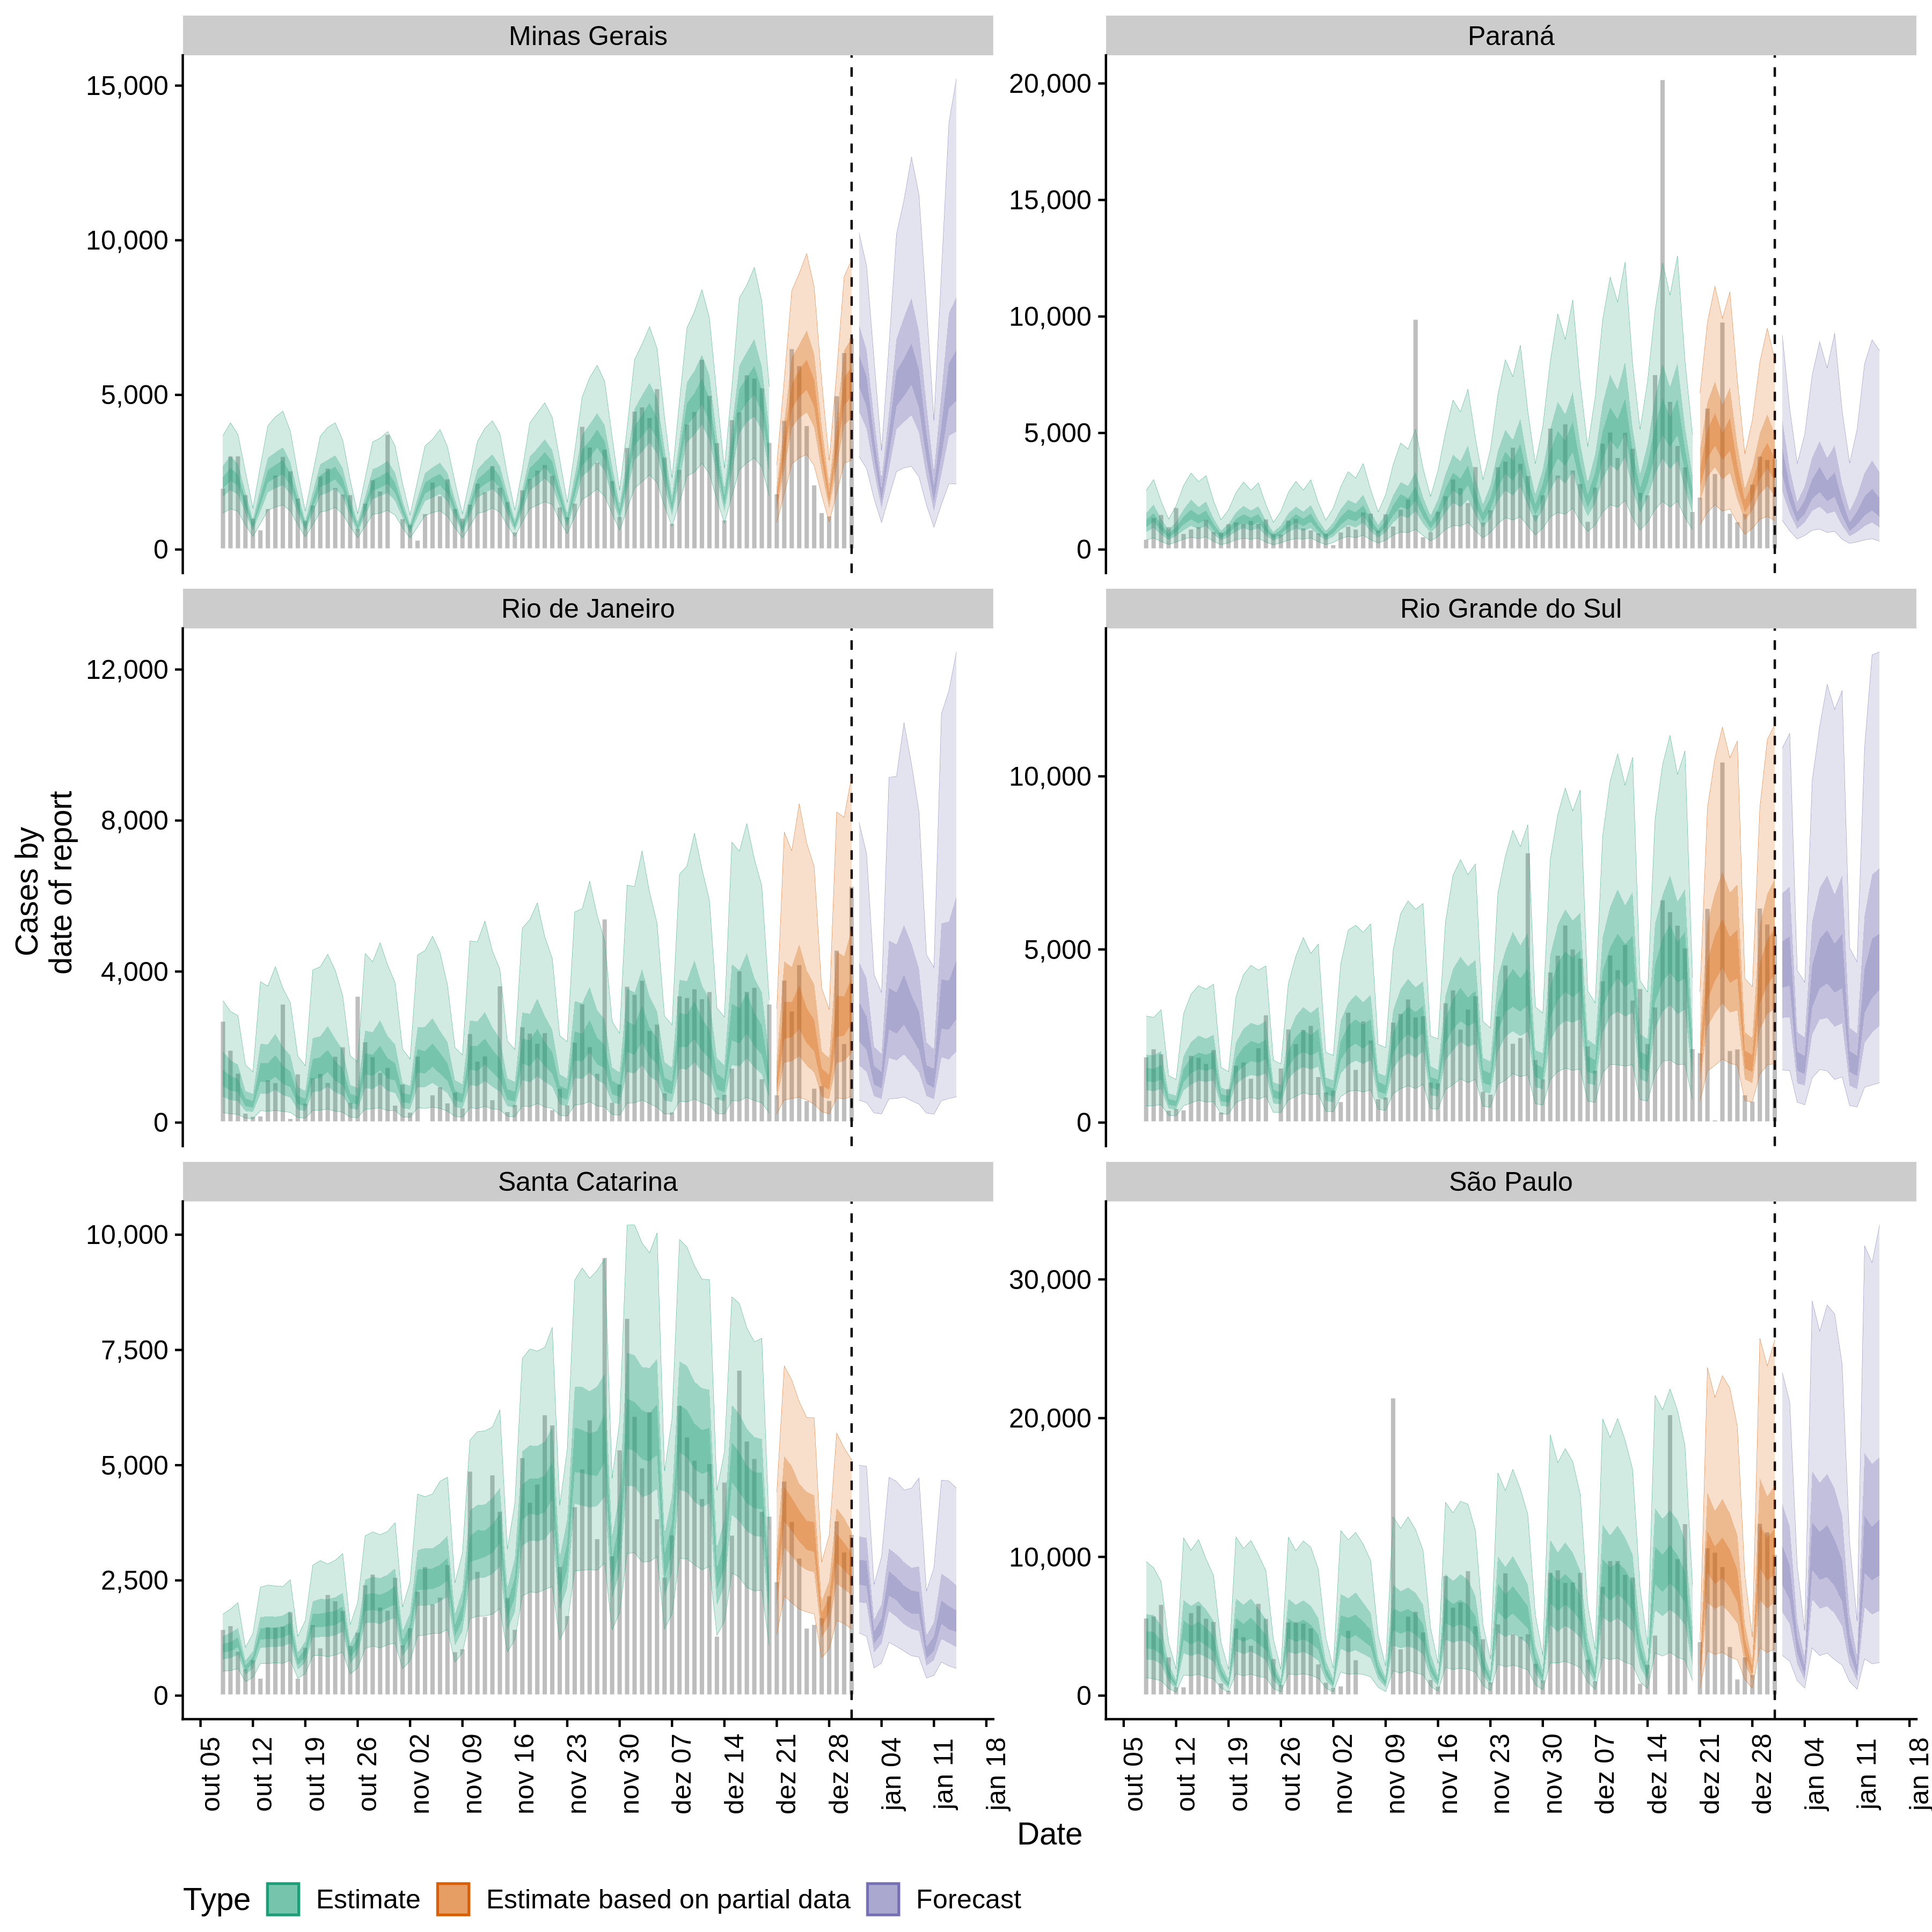 Minas Gerais
Paraná
15,000
10,000
5,000
0
20,000
15,000
10,000
5,000
0
Rio de Janeiro
Rio Grande do Sul
12,000
8,000
4,000
0
10,000
5,000
0
Cases by
date of report
Santa Catarina
São Paulo
10,000
7,500
5,000
2,500
0
30,000
20,000
10,000
0
out 05
out 12
out 19
out 26
nov 02
nov 09
nov 16
nov 23
nov 30
dez 07
dez 14
dez 21
dez 28
jan 04
jan 11
jan 18
out 05
out 12
out 19
out 26
nov 02
nov 09
nov 16
nov 23
nov 30
dez 07
dez 14
dez 21
dez 28
jan 04
jan 11
jan 18
Date
Type Estimate Estimate based on partial data Forecast